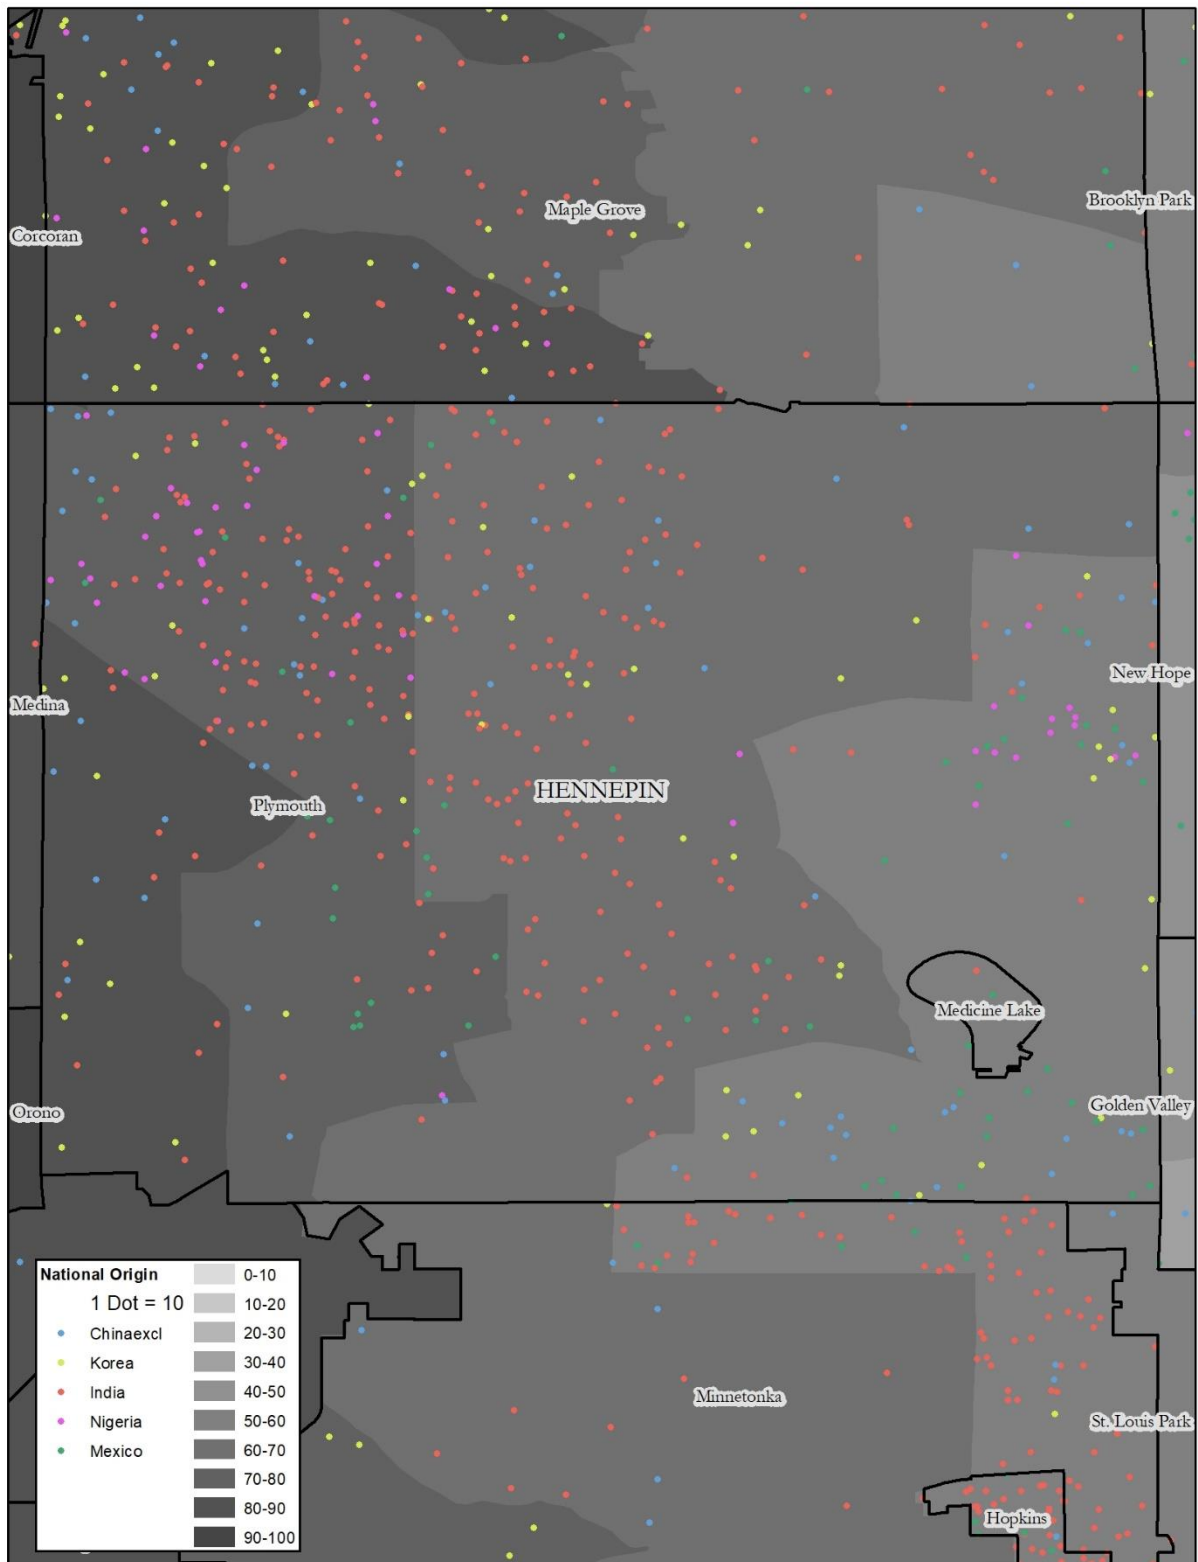 Maple Grove
Brooklyn Park
Corcoran
New Hope
Medina
HENNEPIN
Plymouth
Medicine Lake
Golden Valley
Orono
Minnetonka
St. Louis Park
Hopkins
National Origin
1 Dot = 10
Chinaexcl
Korea
India
Nigeria
Mexico
0-10
10-20
20-30
30-40
40-50
50-60
60-70
70-80
80-90
90-100